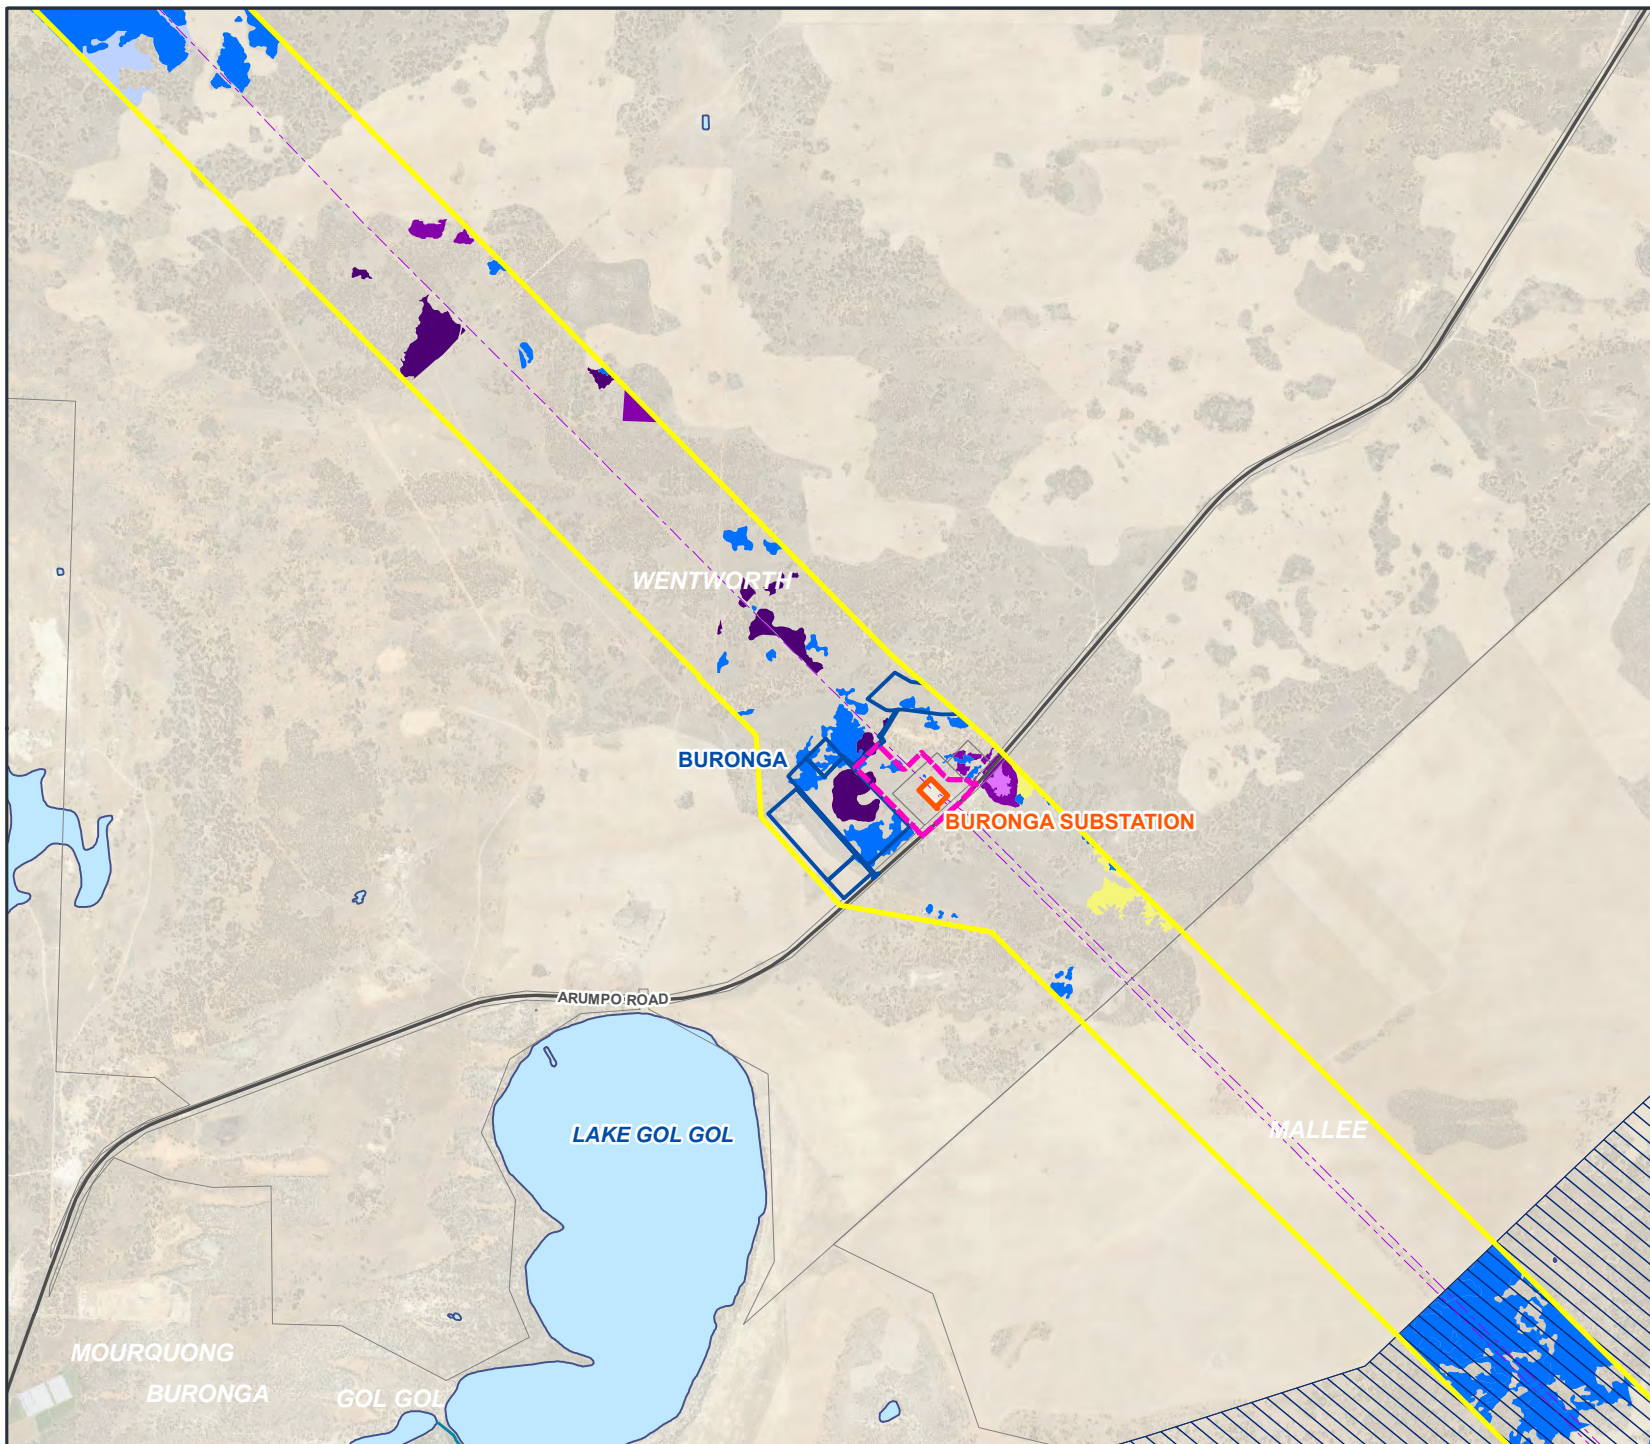 WENTWORTH
BURONGA
BURONGA SUBSTATION
ARUMPO ROAD
LAKE GOL GOL
MALLEE
MOURQUONG
BURONGA
GOL GOL